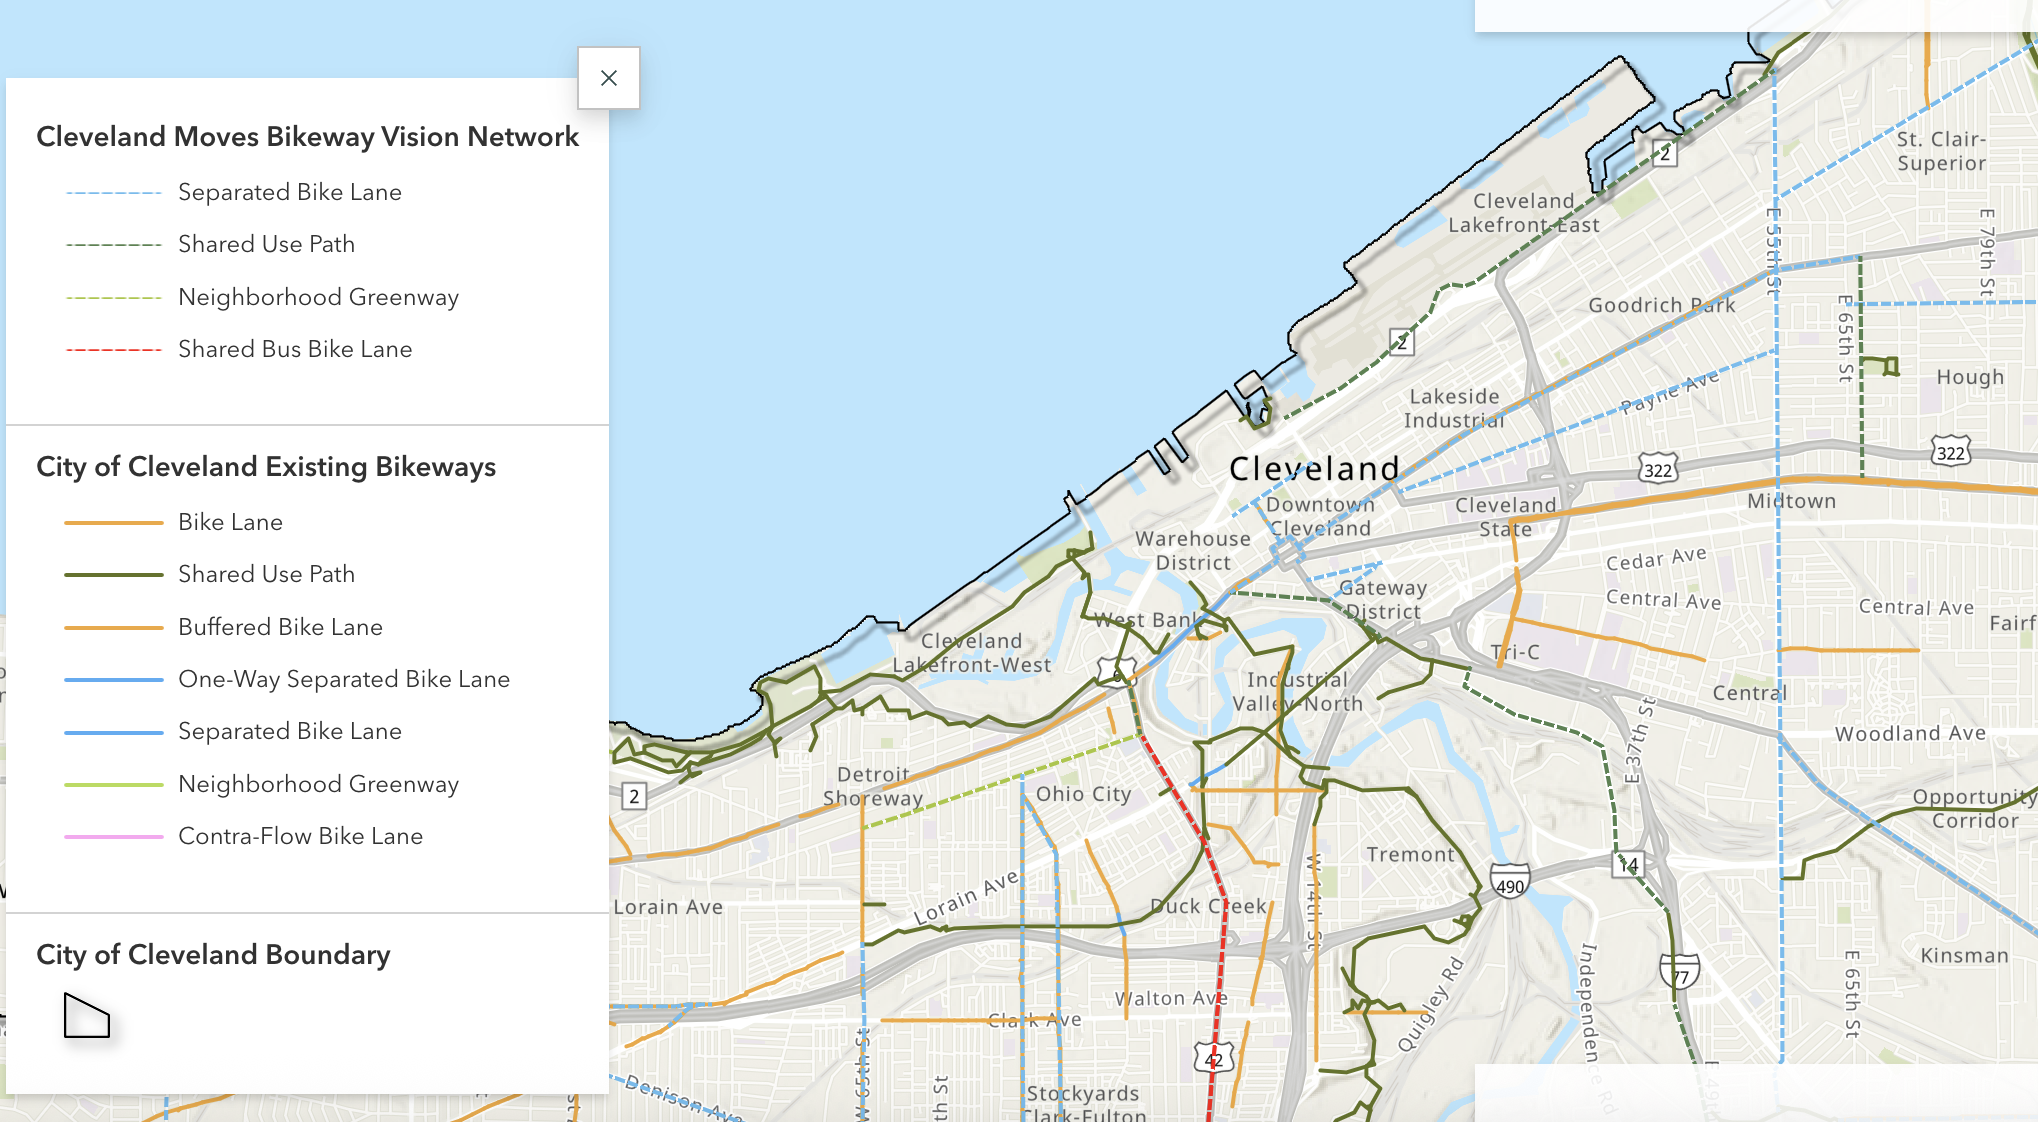 Cleveland Moves Bikeway Vision Network
Separated Bike Lane
Shared Use Path
Neighborhood Greenway
Shared Bus Bike Lane
City of Cleveland Existing Bikeways
Bike Lane
Shared Use Path
Buffered Bike Lane
One-Way Separated Bike Lane
Separated Bike Lane
Neighborhood Greenway
Contra-Flow Bike Lane
City of Cleveland Boundary
St. Clair-
Superior
2
Cleveland
Lakefront-East
E 55th St
E 79th St
Goodrich Park
E 65th St
2
Hough
Payne Ave
Lakeside
Industrial
322
322
Cleveland
Downtown
Cleveland
Cleveland
State
Midtown
Warehouse
District
Cedar Ave
Gateway
District
Central Ave
Central Ave
West Bank
Fairf
Cleveland
Lakefront-West
6
Tri-C
Industrial
Valley-North
Central
E 37th St
Woodland Ave
Detroit
Shoreway
2
Ohio City
Opportunity
Corridor
Tremont
14
490
Lorain Ave
Lorain Ave
Duck Creek
W 14th St
Kinsman
77
Walton Ave
Clark Ave
Quigley Rd
Independence Rd
E 65th St
42
W 65th St
Denison Ave
Stockyards
Clark-Fulton
th St
E 49th